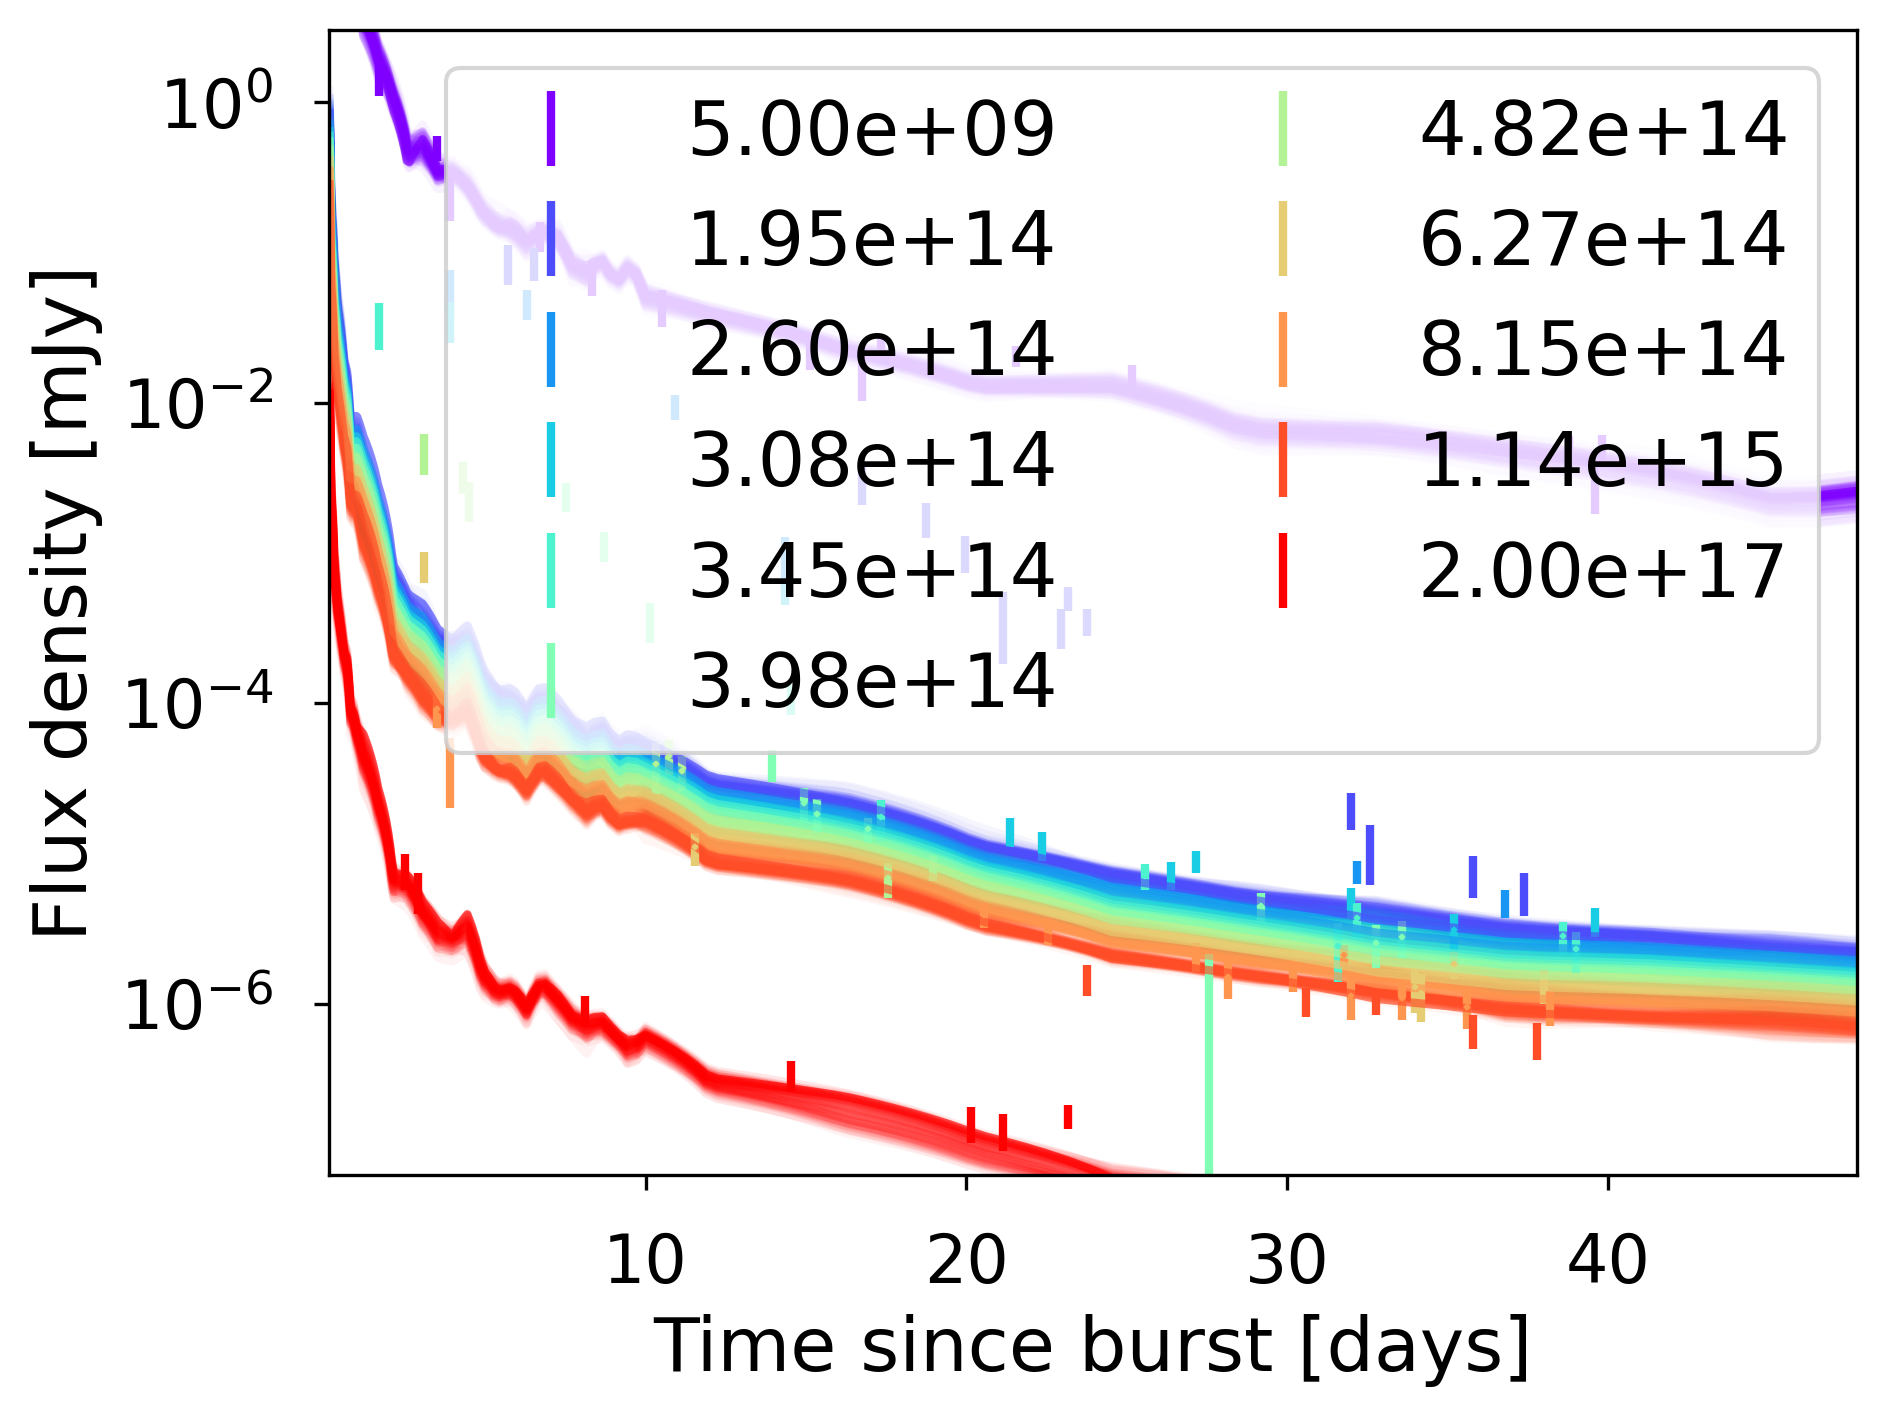 Flux density [mJy]
10⁰
10⁻²
10⁻⁴
10⁻⁶
5.00e+09
1.95e+14
2.60e+14
3.08e+14
3.45e+14
3.98e+14
4.82e+14
6.27e+14
8.15e+14
1.14e+15
2.00e+17
10 20 30 40
Time since burst [days]